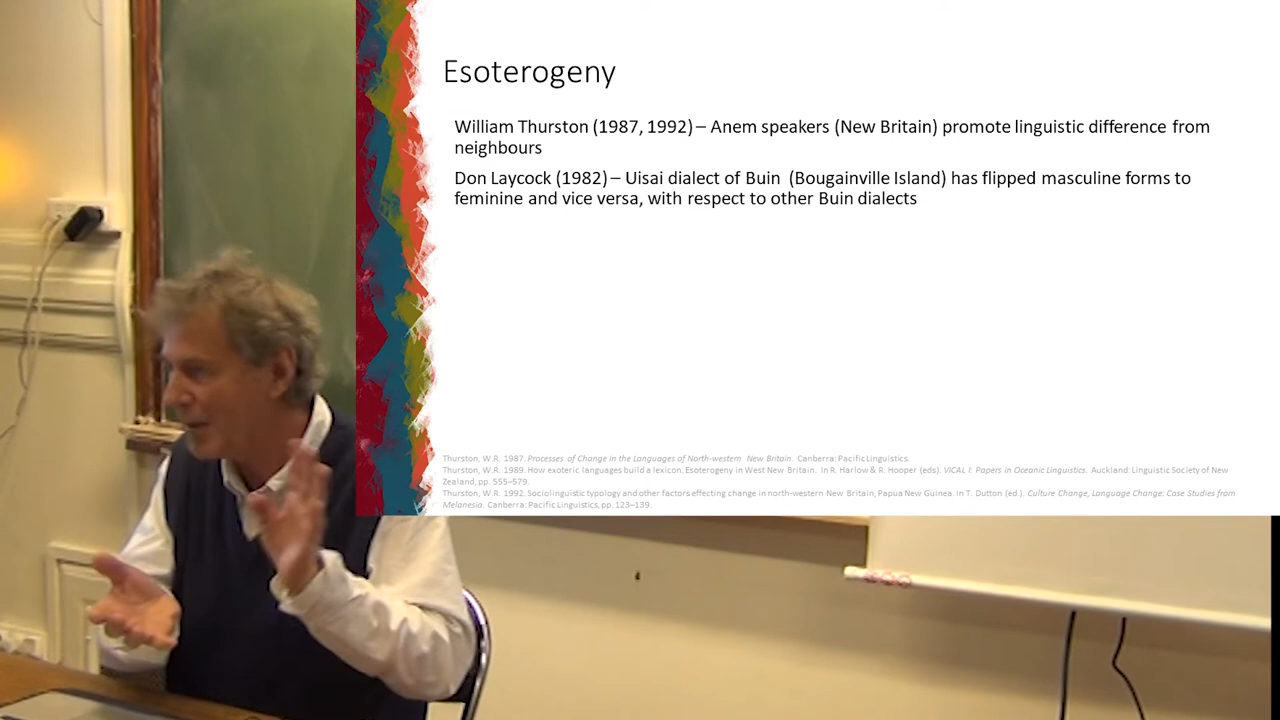 Esoterogeny
William Thurston (1987, 1992) – Anem speakers (New Britain) promote linguistic difference from
neighbours
Don Laycock (1982) – Uisai dialect of Buin (Bougainville Island) has flipped masculine forms to
feminine and vice versa, with respect to other Buin dialects
Thurston, W.R. 1987. Processes of Change in the Languages of North-western New Britain. Canberra: Pacific Linguistics.
Thurston, W.R. 1989. How exoteric languages build a lexicon: Esoterogeny in West New Britain. In R. Harlow & R. Hooper (eds). VICAL I: Papers in Oceanic Linguistics. Auckland: Linguistic Society of New
Zealand, pp. 555–579.
Thurston, W.R. 1992. Sociolinguistic typology and other factors effecting change in north-western New Britain, Papua New Guinea. In T. Dutton (ed.). Culture Change, Language Change: Case Studies from
Melanesia. Canberra: Pacific Linguistics, pp. 123–139.